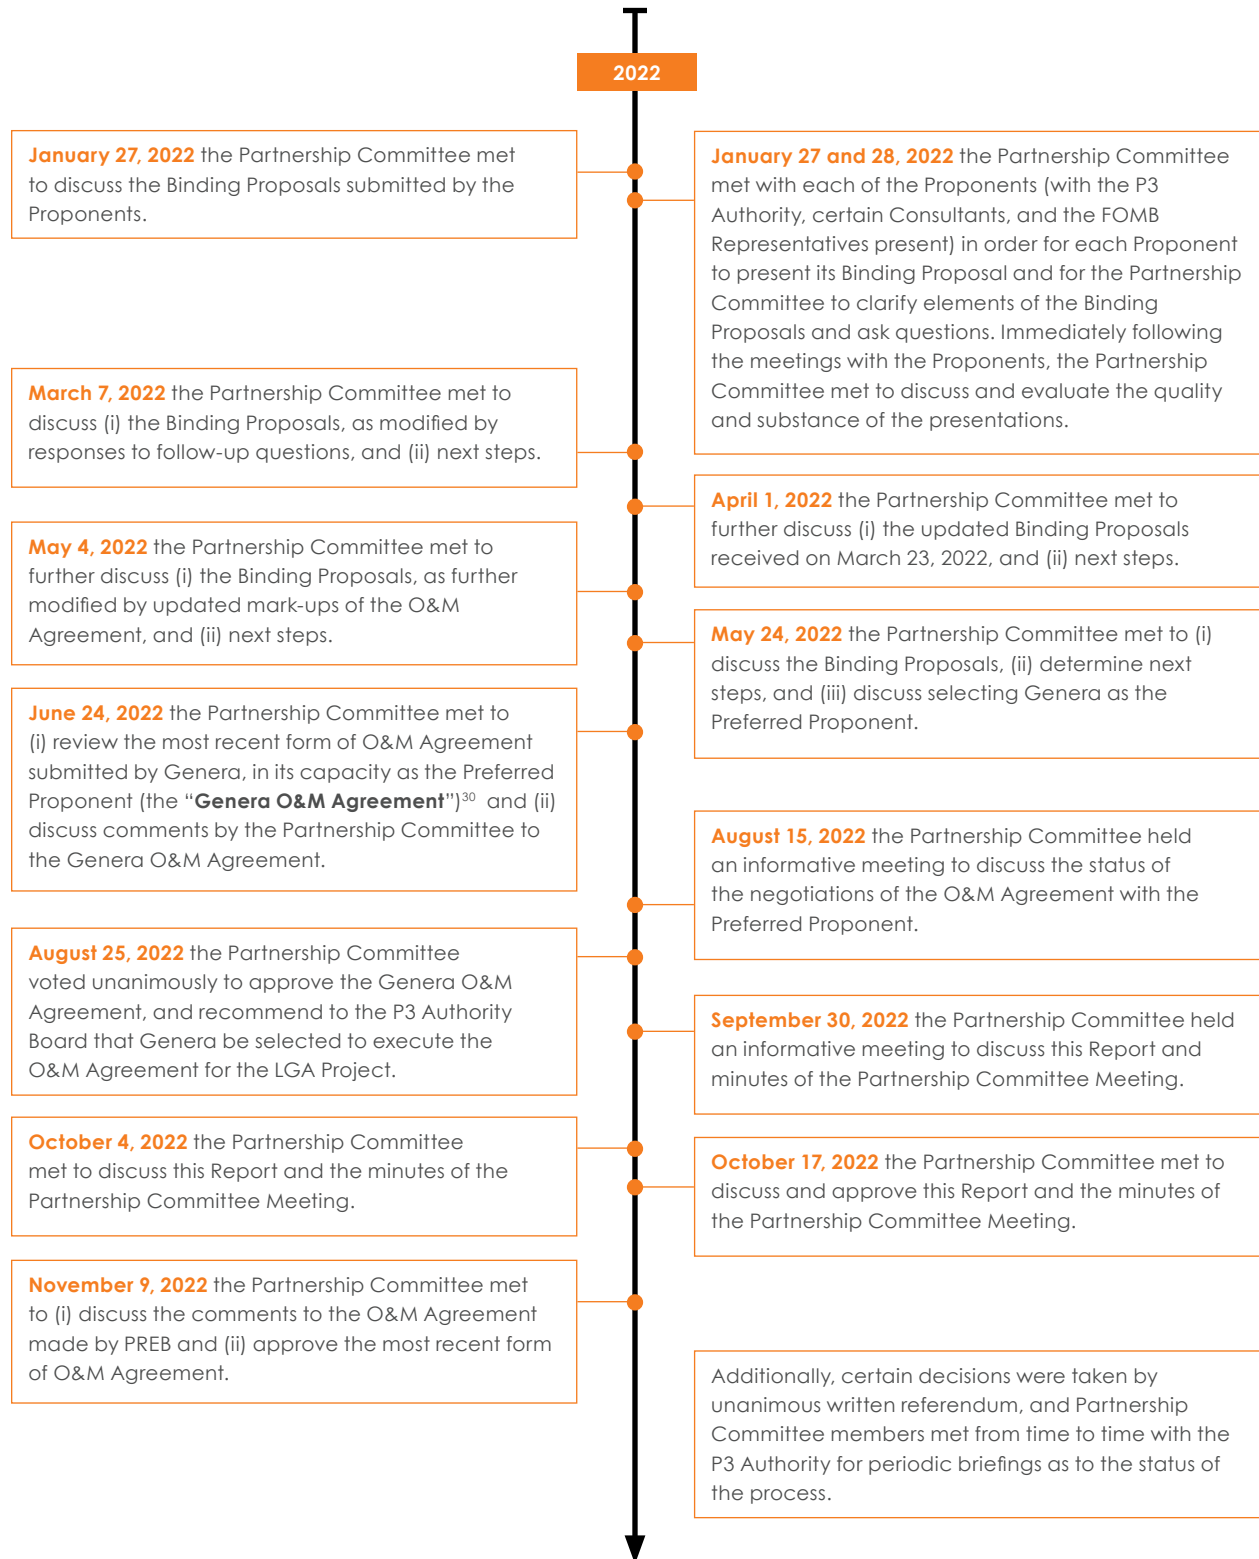 2022
January 27, 2022 the Partnership Committee met
to discuss the Binding Proposals submitted by the
Proponents.
January 27 and 28, 2022 the Partnership Committee
met with each of the Proponents (with the P3
Authority, certain Consultants, and the FOMB
Representatives present) in order for each Proponent
to present its Binding Proposal and for the Partnership
Committee to clarify elements of the Binding
Proposals and ask questions. Immediately following
the meetings with the Proponents, the Partnership
Committee met to discuss and evaluate the quality
and substance of the presentations.
March 7, 2022 the Partnership Committee met to
discuss (i) the Binding Proposals, as modified by
responses to follow-up questions, and (ii) next steps.
April 1, 2022 the Partnership Committee met to
further discuss (i) the updated Binding Proposals
received on March 23, 2022, and (ii) next steps.
May 4, 2022 the Partnership Committee met to
further discuss (i) the Binding Proposals, as further
modified by updated mark-ups of the O&M
Agreement, and (ii) next steps.
May 24, 2022 the Partnership Committee met to (i)
discuss the Binding Proposals, (ii) determine next
steps, and (iii) discuss selecting Genera as the
Preferred Proponent.
June 24, 2022 the Partnership Committee met to
(i) review the most recent form of O&M Agreement
submitted by Genera, in its capacity as the Preferred
Proponent (the “Genera O&M Agreement”)30 and (ii)
discuss comments by the Partnership Committee to
the Genera O&M Agreement.
August 15, 2022 the Partnership Committee held
an informative meeting to discuss the status of
the negotiations of the O&M Agreement with the
Preferred Proponent.
August 25, 2022 the Partnership Committee
voted unanimously to approve the Genera O&M
Agreement, and recommend to the P3 Authority
Board that Genera be selected to execute the
O&M Agreement for the LGA Project.
September 30, 2022 the Partnership Committee held
an informative meeting to discuss this Report and
minutes of the Partnership Committee Meeting.
October 4, 2022 the Partnership Committee
met to discuss this Report and the minutes of the
Partnership Committee Meeting.
October 17, 2022 the Partnership Committee met to
discuss and approve this Report and the minutes of
the Partnership Committee Meeting.
November 9, 2022 the Partnership Committee met
to (i) discuss the comments to the O&M Agreement
made by PREB and (ii) approve the most recent form
of O&M Agreement.
Additionally, certain decisions were taken by
unanimous written referendum, and Partnership
Committee members met from time to time with the
P3 Authority for periodic briefings as to the status of
the process.